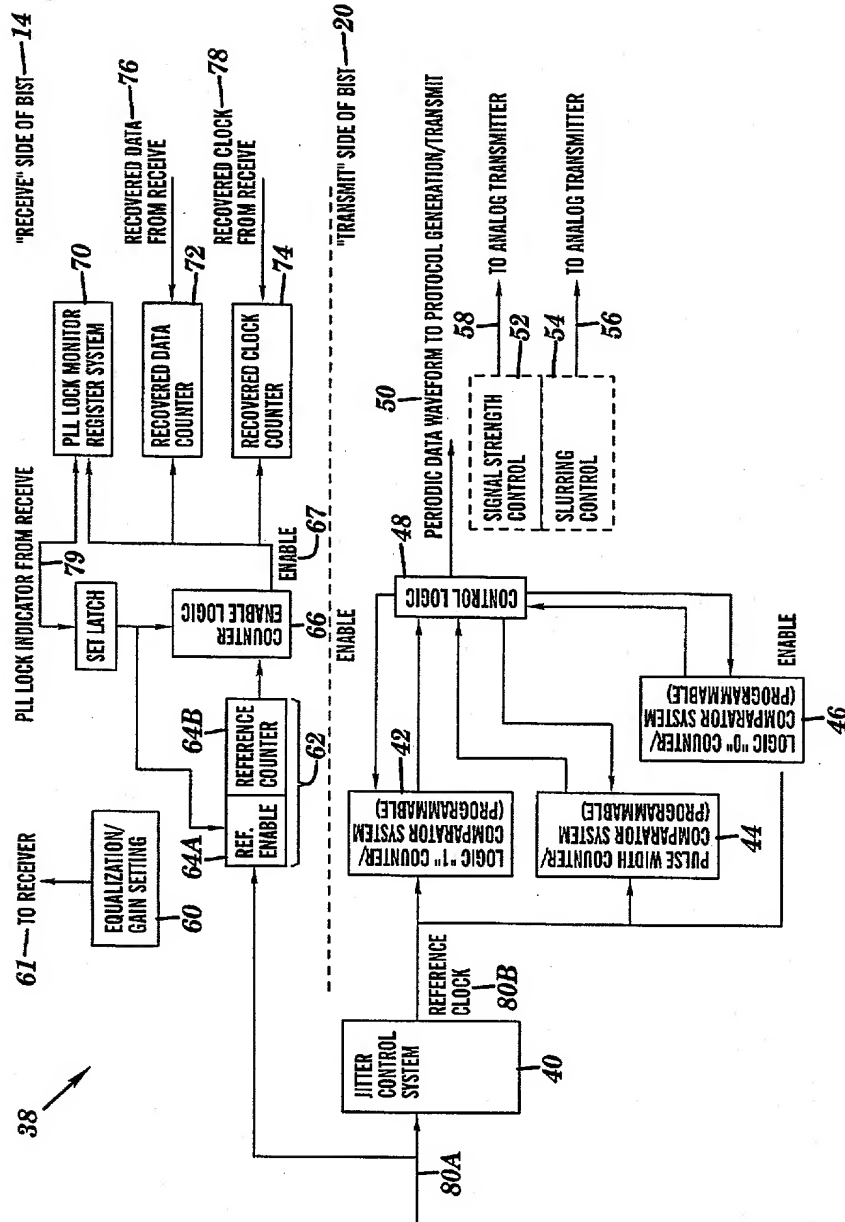 38
61 — TO RECEIVER
EQUALIZATION/
GAIN SETTING
60
PLL LOCK INDICATOR FROM RECEIVE
79
SET LATCH
64A
64B
REF.
ENABLE
REFERENCE
COUNTER
62
COUNTER
ENABLE LOGIC
66
ENABLE
67
70
PLL LOCK MONITOR
REGISTER SYSTEM
RECOVERED DATA
COUNTER
72
RECOVERED CLOCK
COUNTER
74
"RECEIVE" SIDE OF BIST — 14
RECOVERED DATA — 76
FROM RECEIVE
RECOVERED CLOCK — 78
FROM RECEIVE
"TRANSMIT" SIDE OF BIST — 20
80A
JITTER
CONTROL
SYSTEM
40
REFERENCE
CLOCK
80B
42
LOGIC "1" COUNTER/
COMPARATOR SYSTEM
(PROGRAMMABLE)
PULSE WIDTH COUNTER/
COMPARATOR SYSTEM
(PROGRAMMABLE)
44
LOGIC "0" COUNTER/
COMPARATOR SYSTEM
(PROGRAMMABLE)
46
ENABLE
ENABLE
CONTROL LOGIC
48
50
PERIODIC DATA WAVEFORM TO PROTOCOL GENERATION/TRANSMIT
SIGNAL STRENGTH
CONTROL
52
58
TO ANALOG TRANSMITTER
SLURRING
CONTROL
54
56
TO ANALOG TRANSMITTER